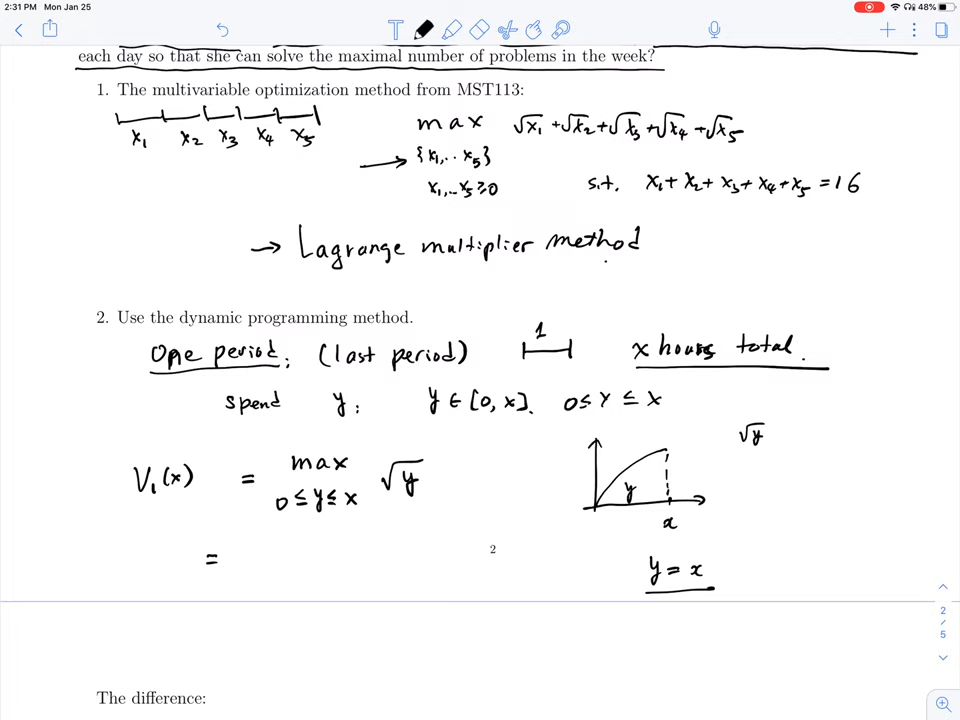 2:31 PM Mon Jan 25
48%
each day so that she can solve the maximal number of problems in the week?
1. The multivariable optimization method from MST113:
x₁ x₂ x₃ x₄ x₅
max √x₁ + √x₂ + √x₃ + √x₄ + √x₅
{x₁,..x₅}
x₁,..x₅ ≥ 0 s.t. x₁ + x₂ + x₃ + x₄ + x₅ = 16
→ Lagrange multiplier method
2. Use the dynamic programming method.
One period: (last period) 1 x hours total.
spend y: y ∈ [0, x]. 0 ≤ y ≤ x
√y
V₁(x) = max √y
0 ≤ y ≤ x
y
x
=
y = x
2
2
/
5
The difference: